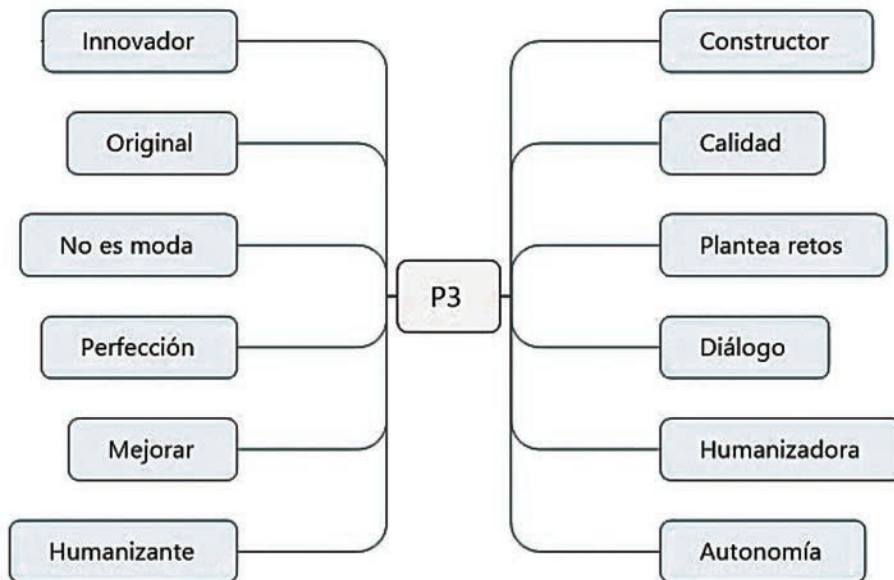 Innovador
Original
No es moda
Perfección
Mejorar
Humanizante
P3
Constructor
Calidad
Plantea retos
Diálogo
Humanizadora
Autonomía